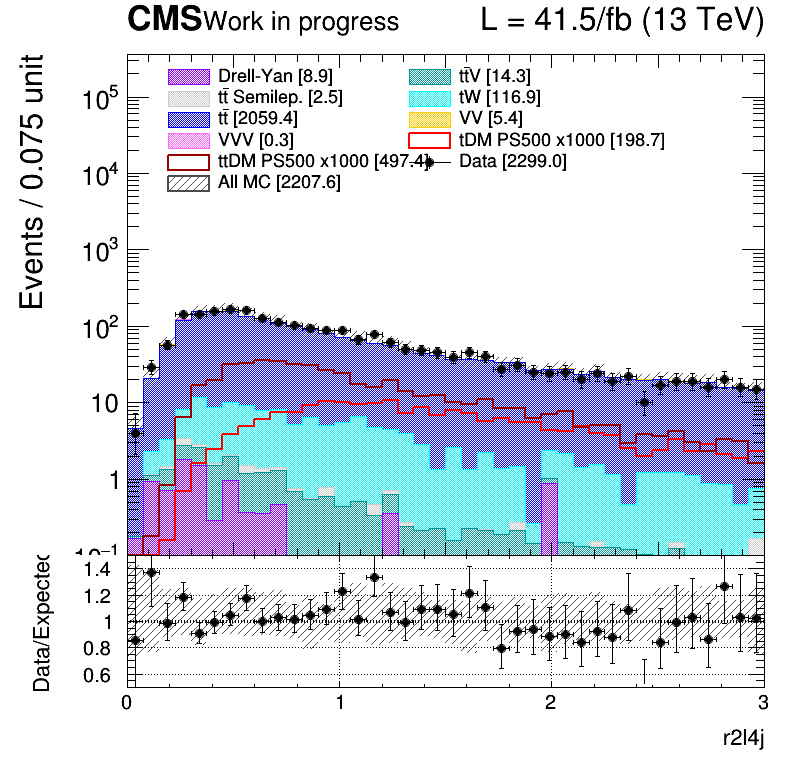 CMS Work in progress L = 41.5/fb (13 TeV)
Events / 0.075 unit
10⁵
10⁴
10³
10²
10
1
10⁻¹
Drell-Yan [8.9]
tt̄V [14.3]
tt̄ Semilep. [2.5]
tW [116.9]
tt̄ [2059.4]
VV [5.4]
VVV [0.3]
tDM PS500 x1000 [198.7]
ttDM PS500 x1000 [497.4]
Data [2299.0]
All MC [2207.6]
Data/Expected
1.4
1.2
1
0.8
0.6
0 1 2 3
r2l4j